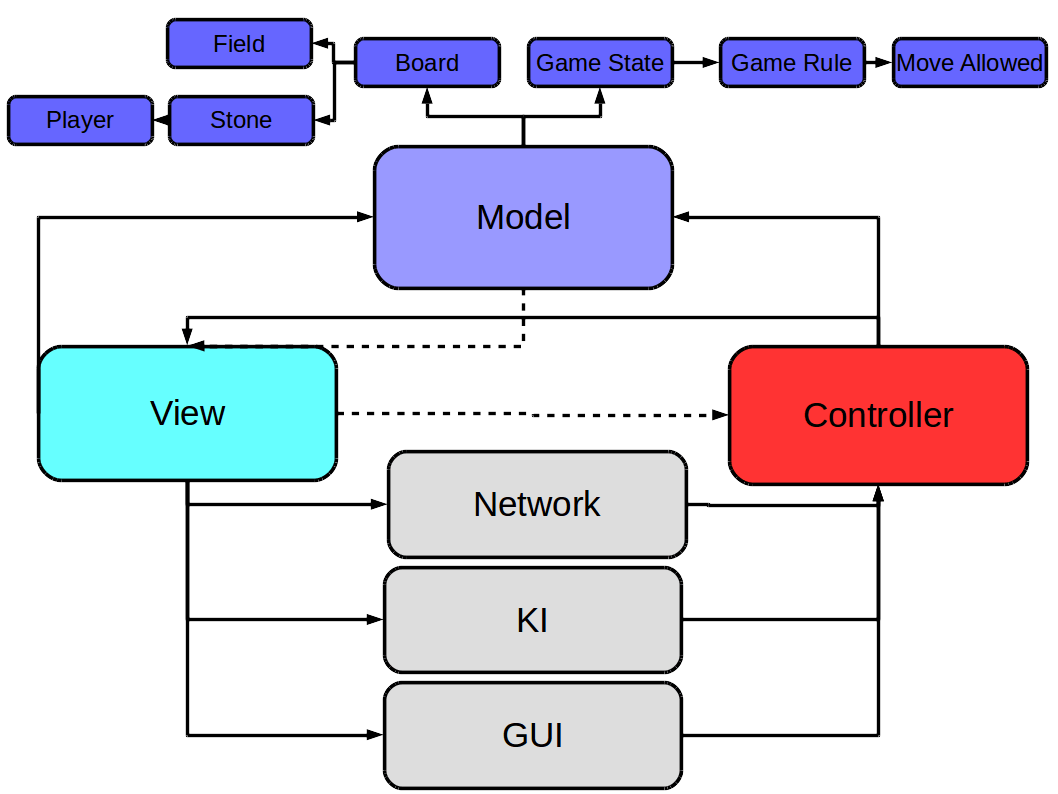 Field
Board
Game State
Game Rule
Move Allowed
Player
Stone
Model
View
Controller
Network
KI
GUI